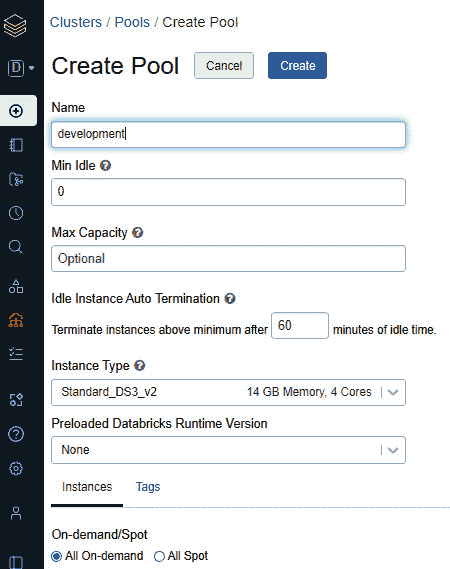 Clusters / Pools / Create Pool
D
Create Pool Cancel Create
Name
development
Min Idle
0
Max Capacity
Optional
Idle Instance Auto Termination
Terminate instances above minimum after 60 minutes of idle time.
Instance Type
Standard_DS3_v2 14 GB Memory, 4 Cores
Preloaded Databricks Runtime Version
None
Instances Tags
On-demand/Spot
All On-demand All Spot